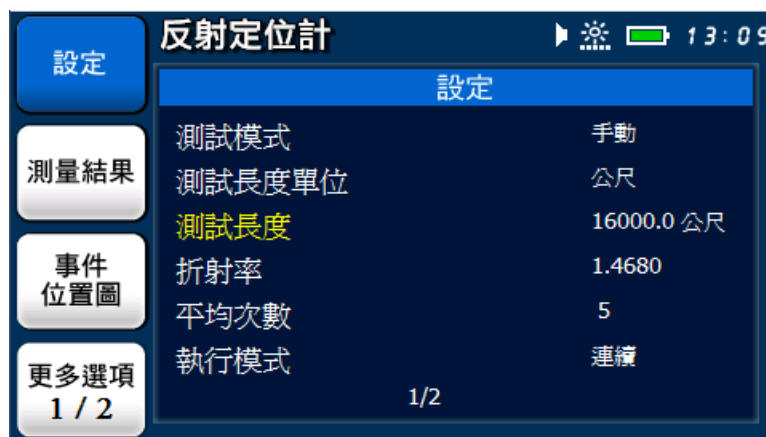 反射定位計 13:09
設定
測量結果
事件
位置圖
更多選項
1 / 2
設定
測試模式 手動
測試長度單位 公尺
測試長度 16000.0 公尺
折射率 1.4680
平均次數 5
執行模式 連續
1/2